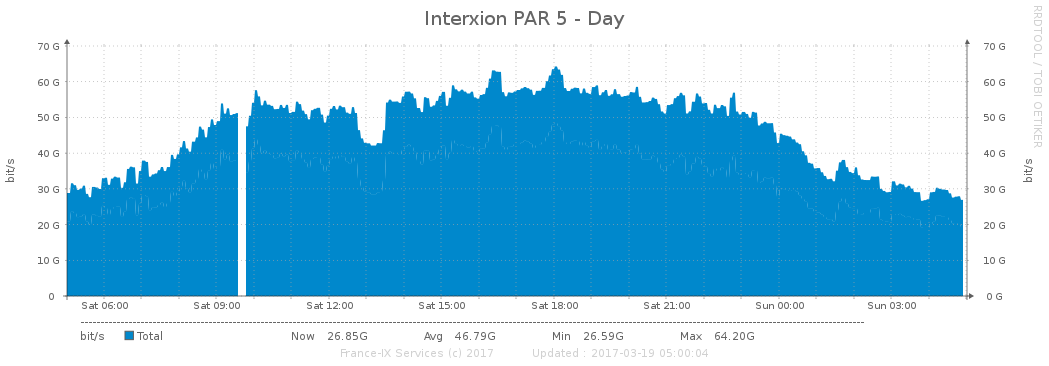 Interxion PAR 5 - Day
RRDTOOL / TOBI OETIKER
70 G 70 G
60 G 60 G
50 G 50 G
40 G 40 G
30 G 30 G
20 G 20 G
10 G 10 G
0 0 G
bit/s bit/s
Sat 06:00 Sat 09:00 Sat 12:00 Sat 15:00 Sat 18:00 Sat 21:00 Sun 00:00 Sun 03:00
bit/s Total Now 26.85G Avg 46.79G Min 26.59G Max 64.20G
France-IX Services (c) 2017 Updated : 2017-03-19 05:00:04